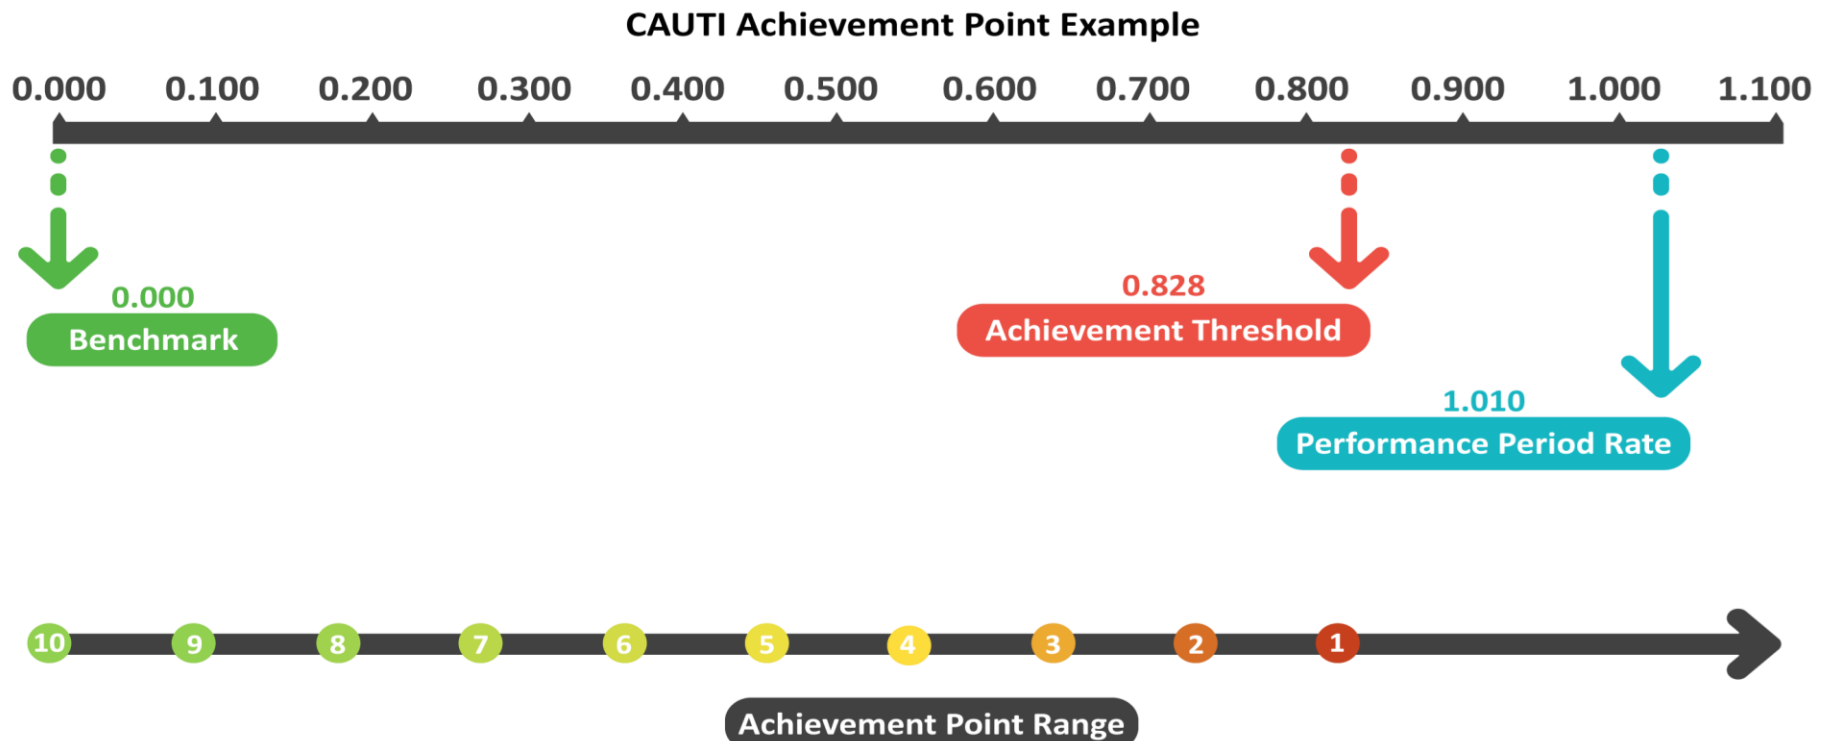 CAUTI Achievement Point Example
0.000 0.100 0.200 0.300 0.400 0.500 0.600 0.700 0.800 0.900 1.000 1.100
0.000
Benchmark
0.828
Achievement Threshold
1.010
Performance Period Rate
10 9 8 7 6 5 4 3 2 1
Achievement Point Range